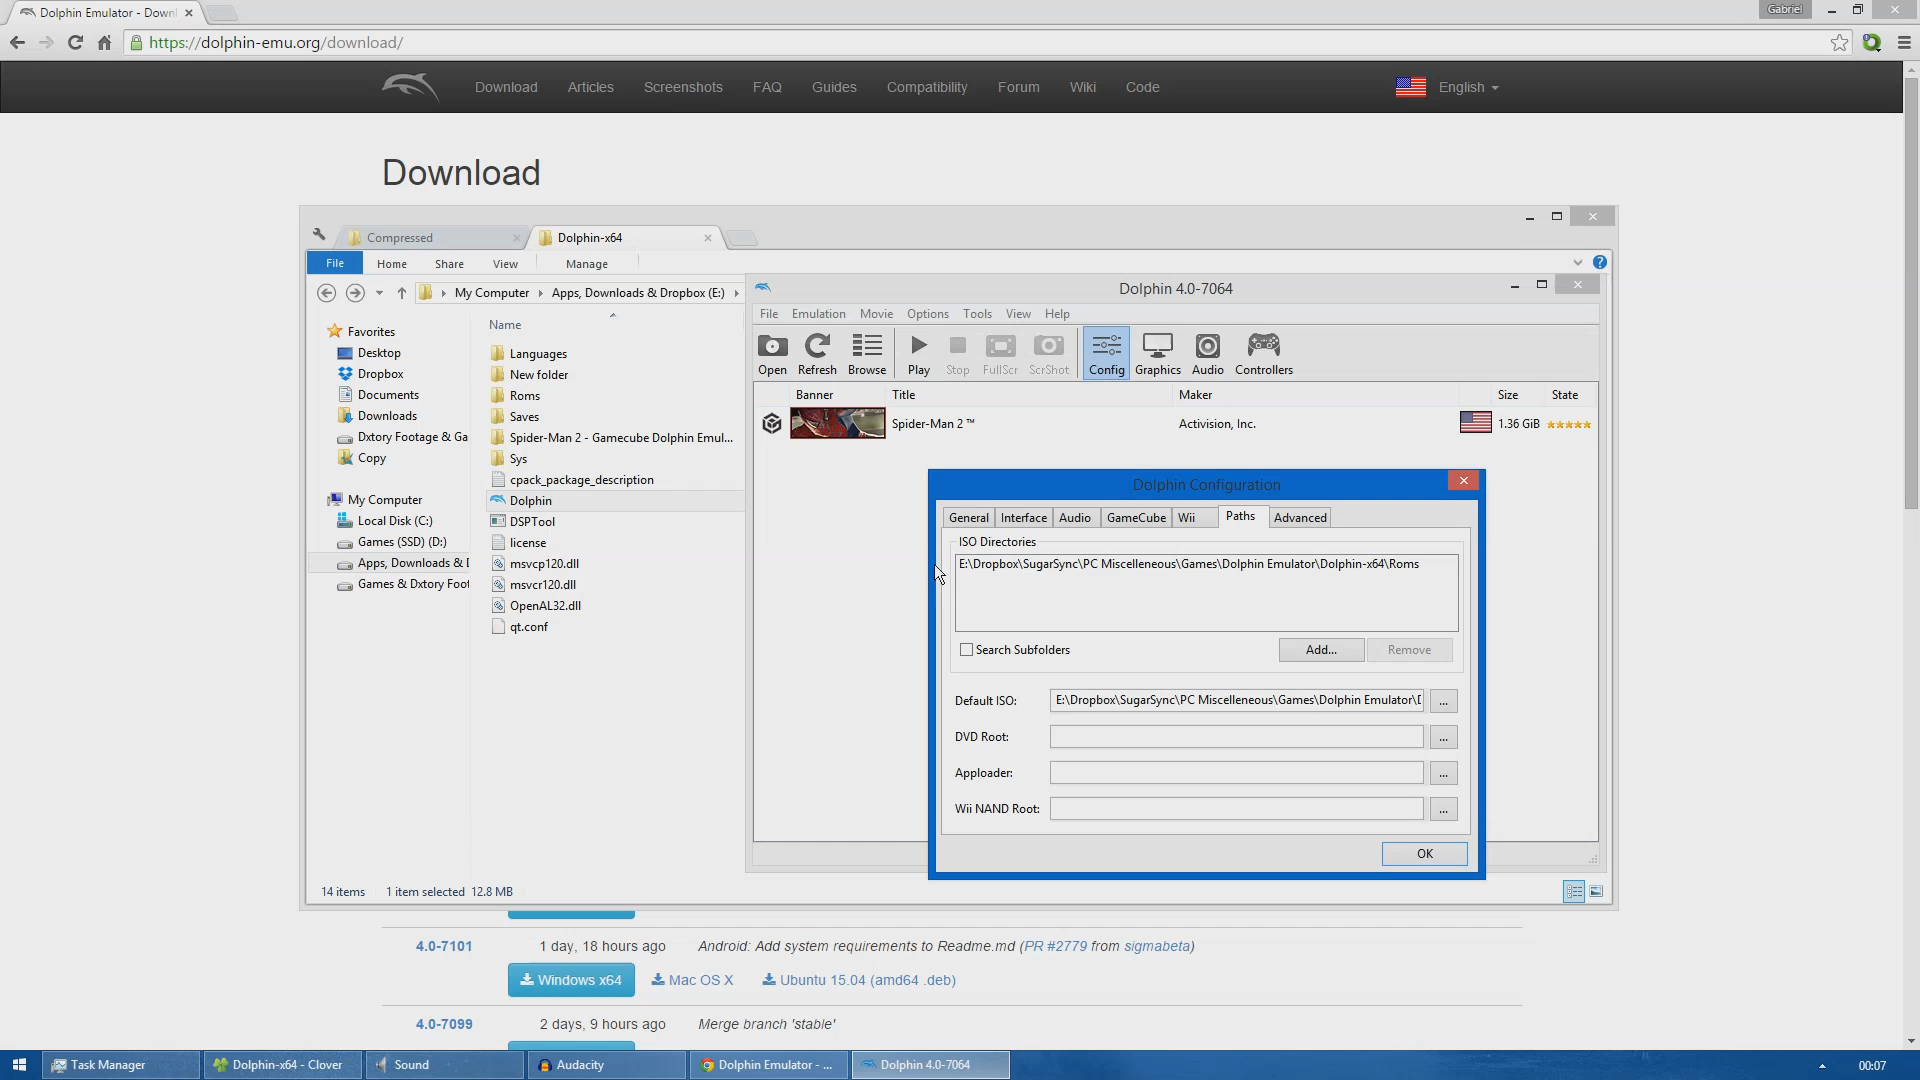 Dolphin Emulator - Downl
Gabriel
https://dolphin-emu.org/download/
Download Articles Screenshots FAQ Guides Compatibility Forum Wiki Code English
Download
Compressed
Dolphin-x64
File Home Share View Manage
My Computer Apps, Downloads & Dropbox (E:)
Favorites
Desktop
Dropbox
Documents
Downloads
Dxtory Footage & Ga
Copy
My Computer
Local Disk (C:)
Games (SSD) (D:)
Apps, Downloads & D
Games & Dxtory Foot
Name
Languages
New folder
Roms
Saves
Spider-Man 2 - Gamecube Dolphin Emul...
Sys
cpack_package_description
Dolphin
DSPTool
license
msvcp120.dll
msvcr120.dll
OpenAL32.dll
qt.conf
14 items 1 item selected 12.8 MB
Dolphin 4.0-7064
File Emulation Movie Options Tools View Help
Open Refresh Browse Play Stop FullScr ScrShot Config Graphics Audio Controllers
Banner Title Maker Size State
Spider-Man 2 ™ Activision, Inc. 1.36 GiB
Dolphin Configuration
General Interface Audio GameCube Wii Paths Advanced
ISO Directories
E:\Dropbox\SugarSync\PC Miscelleneous\Games\Dolphin Emulator\Dolphin-x64\Roms
Search Subfolders Add... Remove
Default ISO: E:\Dropbox\SugarSync\PC Miscelleneous\Games\Dolphin Emulator\D ...
DVD Root: ...
Apploader: ...
Wii NAND Root: ...
OK
4.0-7101 1 day, 18 hours ago Android: Add system requirements to Readme.md (PR #2779 from sigmabeta)
Windows x64 Mac OS X Ubuntu 15.04 (amd64 .deb)
4.0-7099 2 days, 9 hours ago Merge branch 'stable'
Task Manager Dolphin-x64 - Clover Sound Audacity Dolphin Emulator - ... Dolphin 4.0-7064 00:07